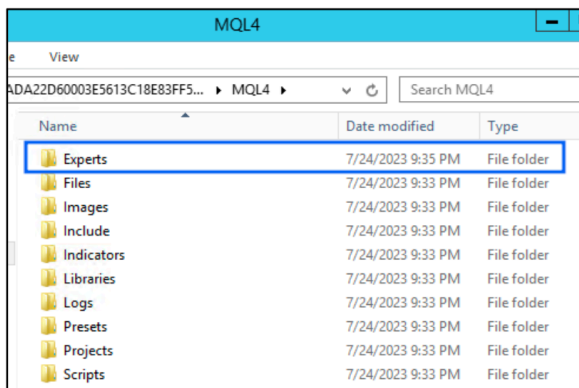 MQL4
e View
ADA22D60003E5613C18E83FF5... MQL4 Search MQL4
Name Date modified Type
Experts 7/24/2023 9:35 PM File folder
Files 7/24/2023 9:33 PM File folder
Images 7/24/2023 9:33 PM File folder
Include 7/24/2023 9:33 PM File folder
Indicators 7/24/2023 9:33 PM File folder
Libraries 7/24/2023 9:33 PM File folder
Logs 7/24/2023 9:33 PM File folder
Presets 7/24/2023 9:33 PM File folder
Projects 7/24/2023 9:33 PM File folder
Scripts 7/24/2023 9:33 PM File folder